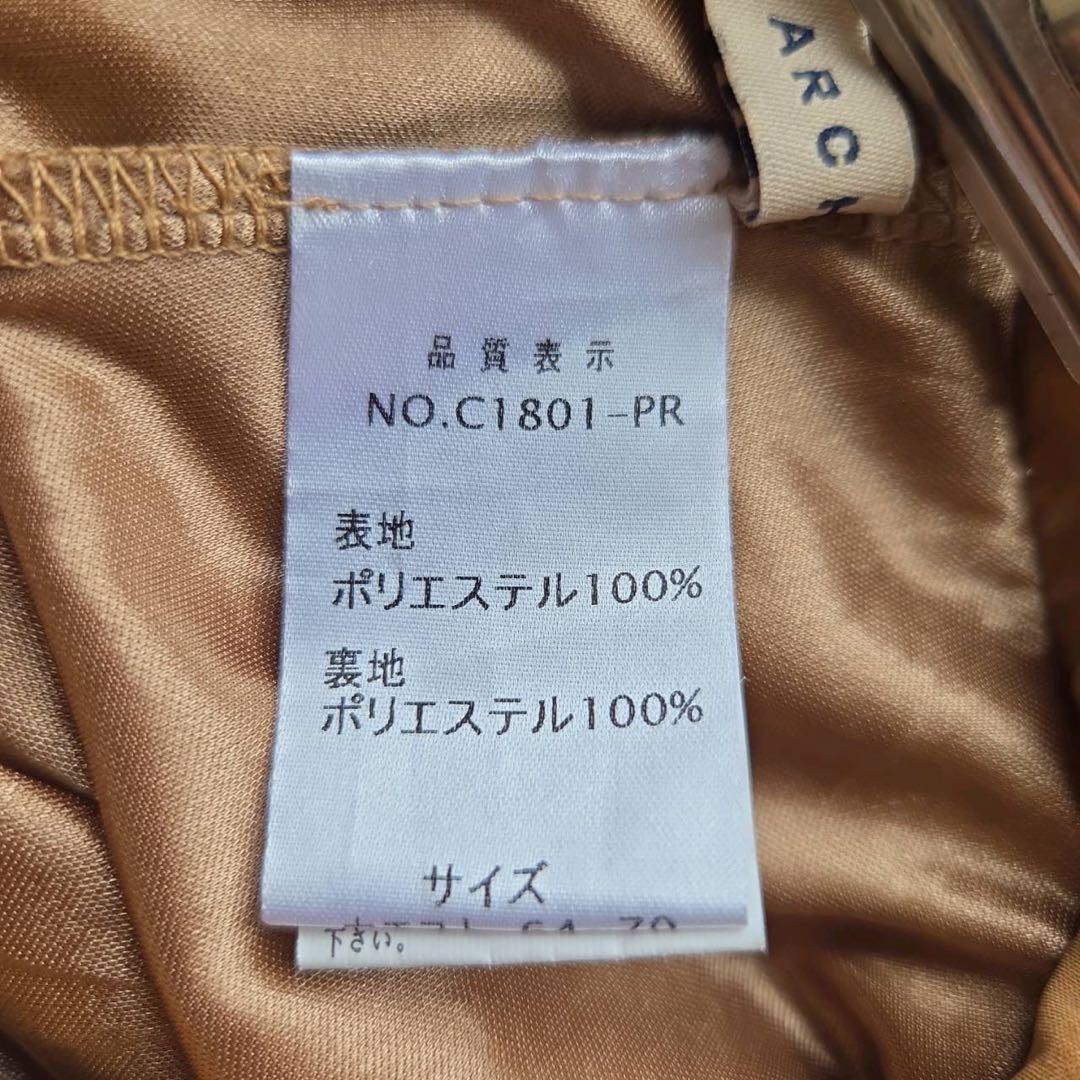 ARCH
品質表示
NO.C1801-PR
表地
ポリエステル100%
裏地
ポリエステル100%
サイズ
下さい。